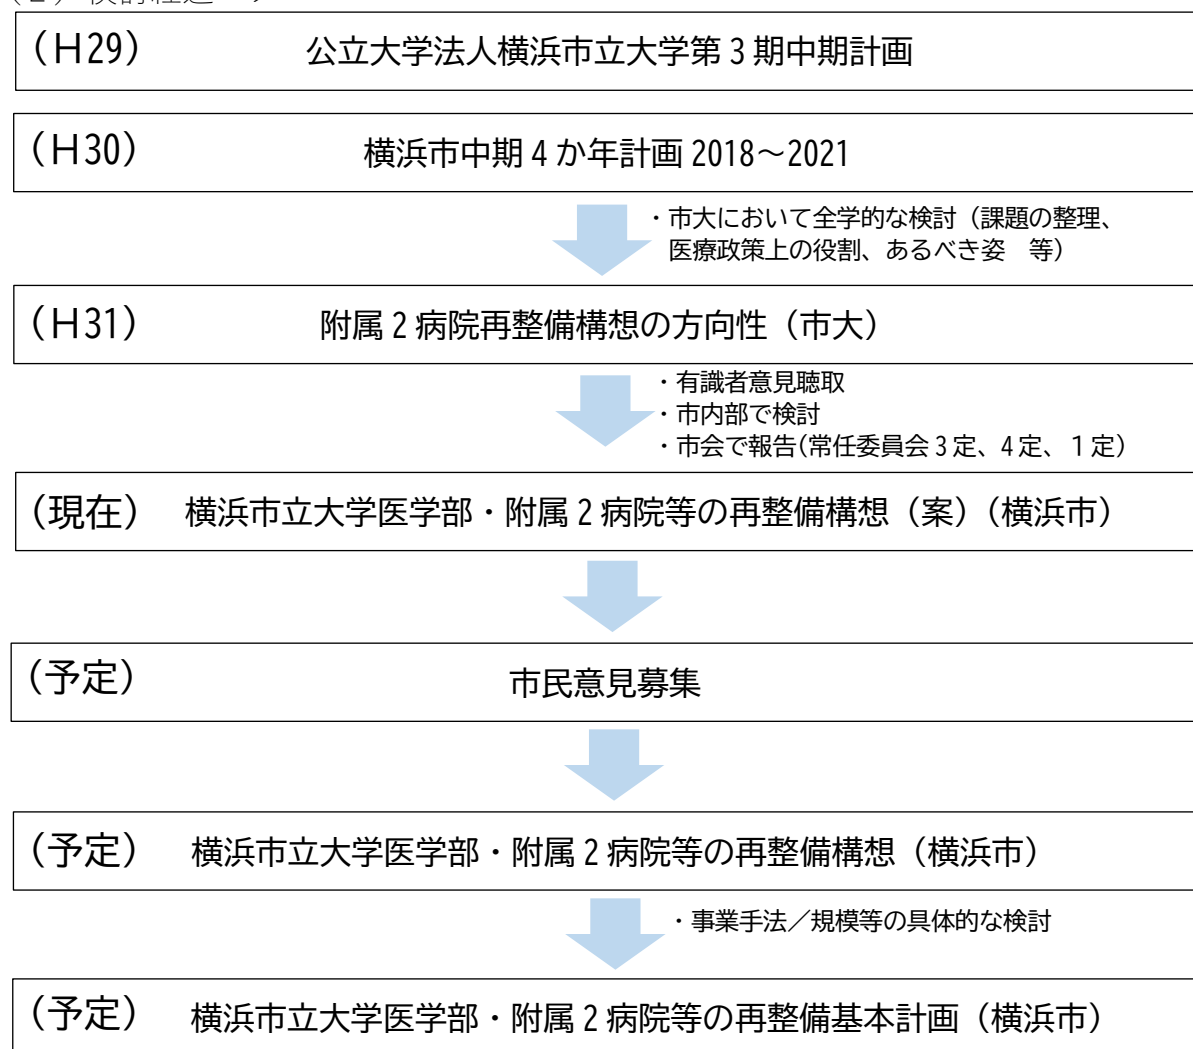 (H29) 公立大学法人横浜市立大学第3期中期計画
(H30) 横浜市中期4か年計画2018～2021
・市大において全学的な検討（課題の整理、
医療政策上の役割、あるべき姿　等）
(H31) 附属2病院再整備構想の方向性（市大）
・有識者意見聴取
・市内部で検討
・市会で報告(常任委員会3定、4定、1定)
(現在) 横浜市立大学医学部・附属2病院等の再整備構想（案）（横浜市）
(予定) 市民意見募集
(予定) 横浜市立大学医学部・附属2病院等の再整備構想（横浜市）
・事業手法／規模等の具体的な検討
(予定) 横浜市立大学医学部・附属2病院等の再整備基本計画（横浜市）